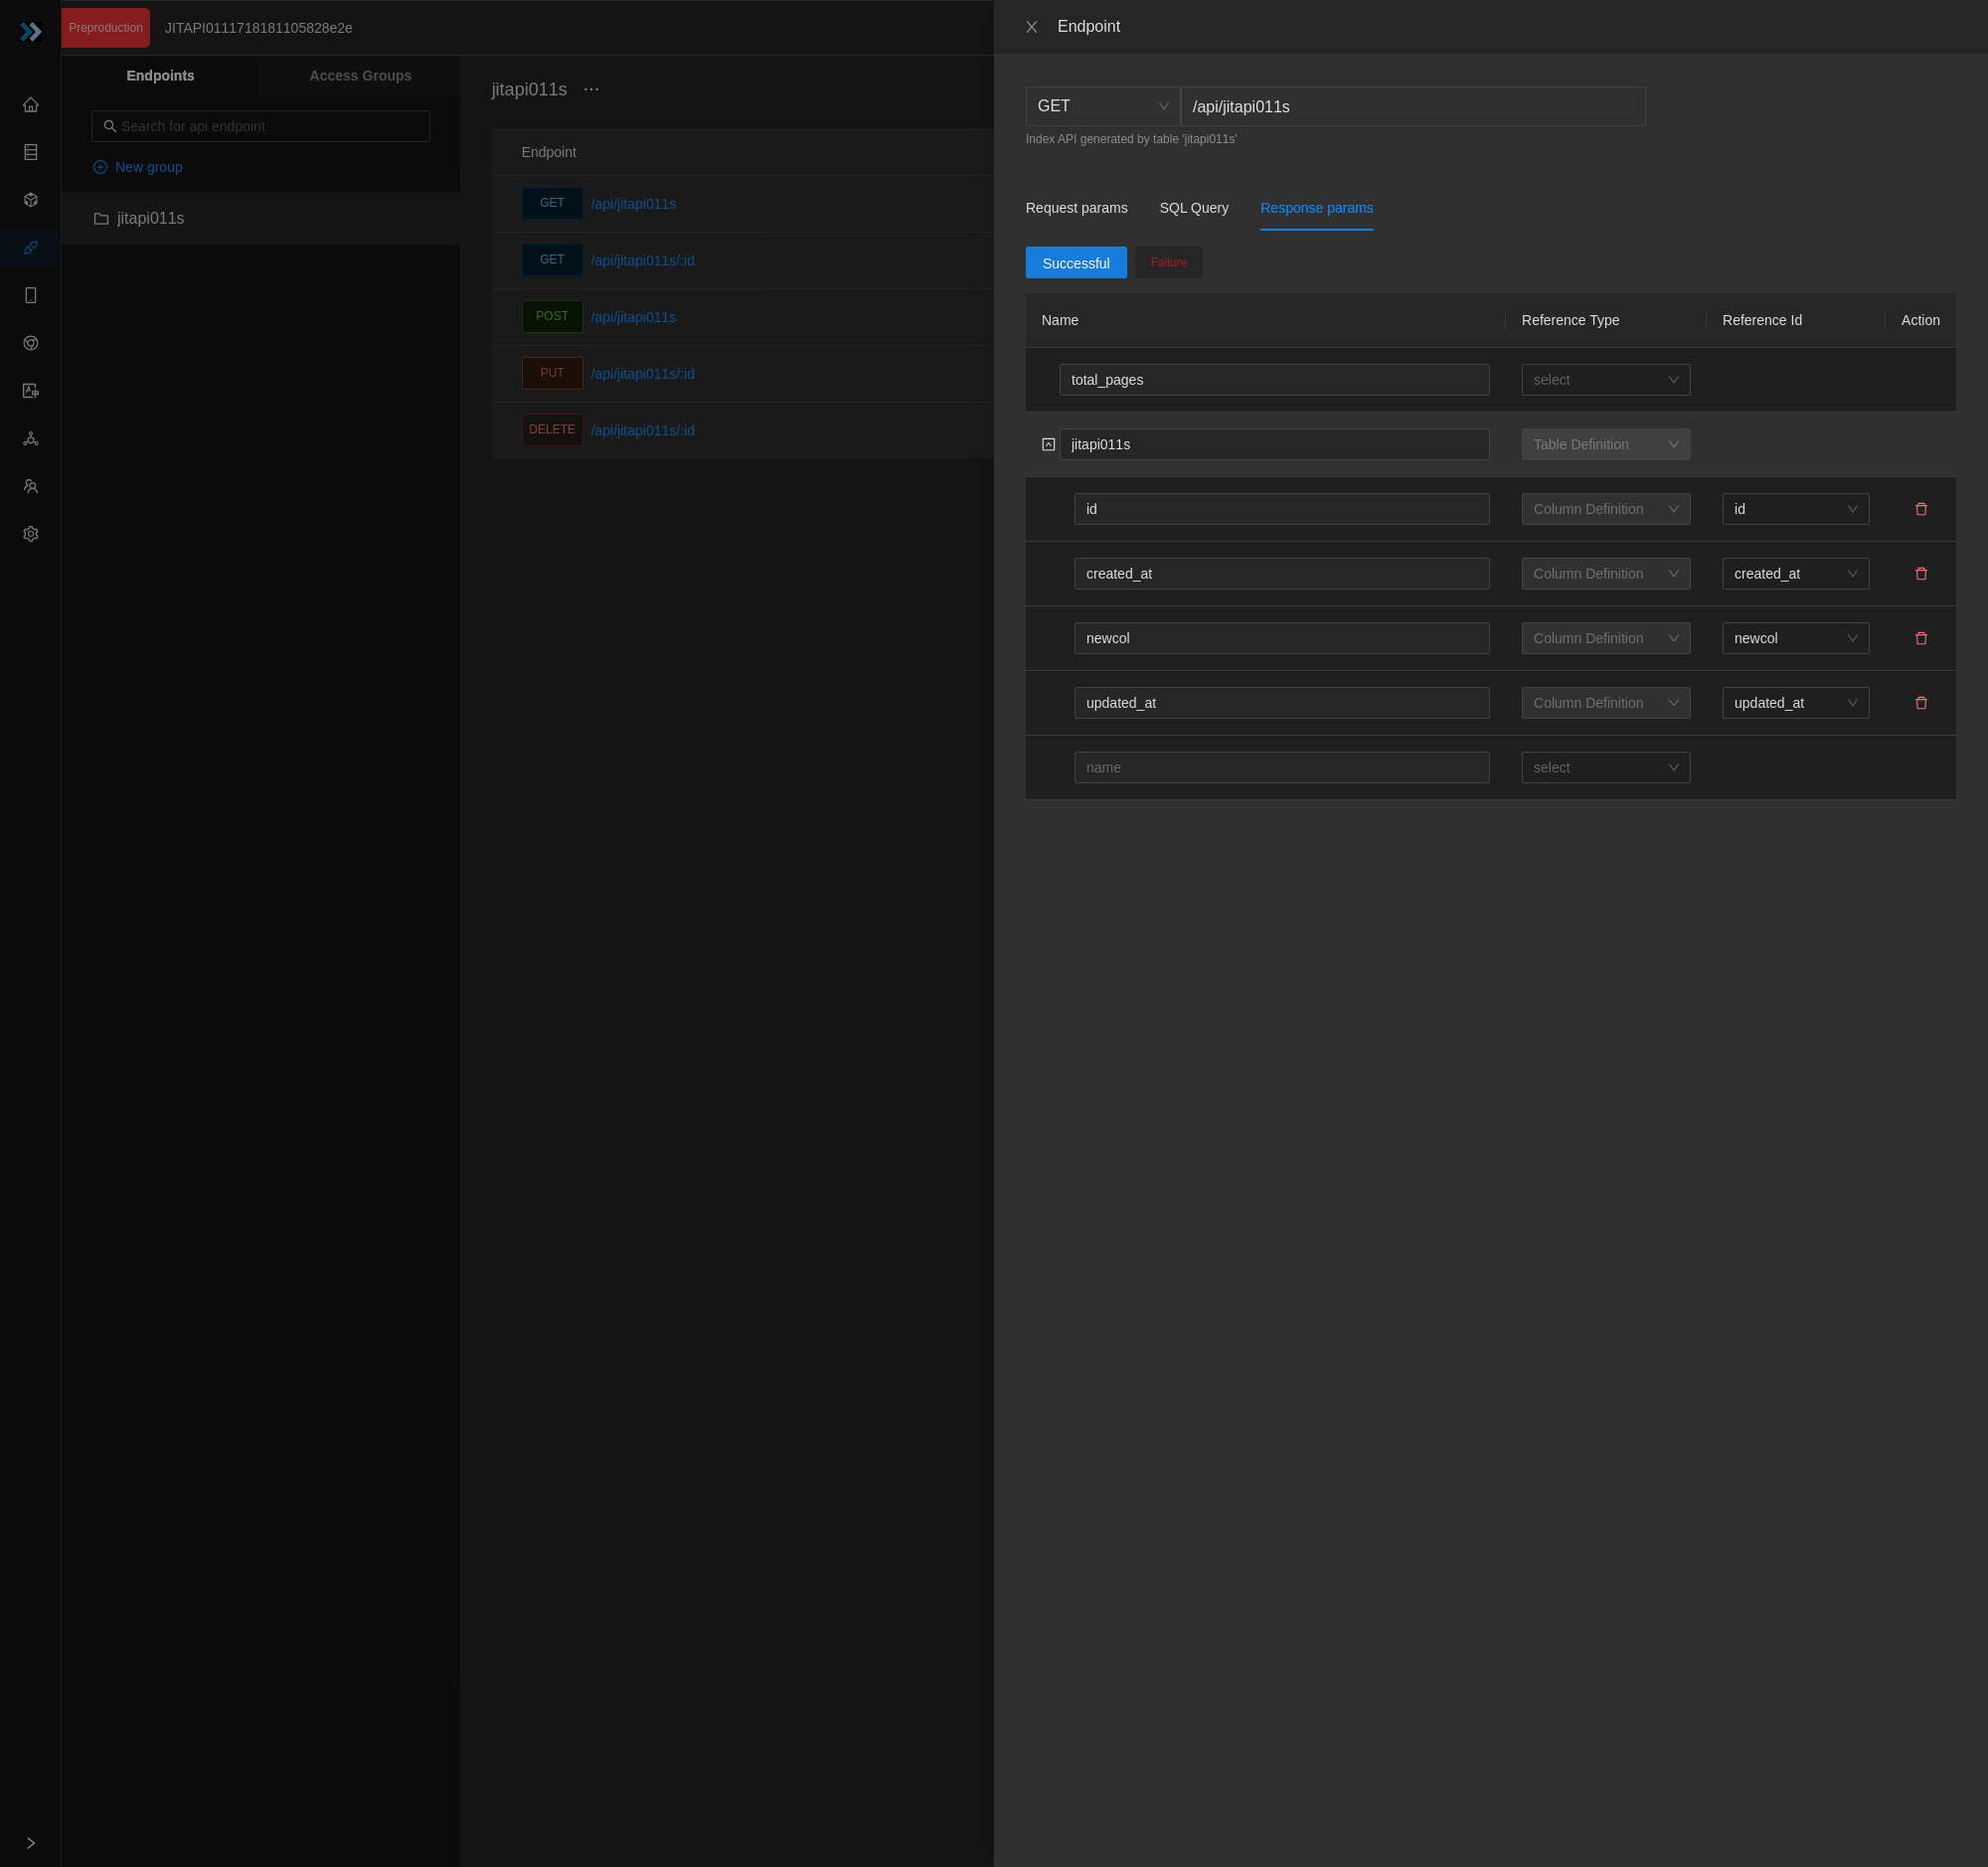 Preproduction
JITAPI0111718181105828e2e
Endpoints
Access Groups
Search for api endpoint
New group
jitapi011s
jitapi011s
Endpoint
GET /api/jitapi011s
GET /api/jitapi011s/:id
POST /api/jitapi011s
PUT /api/jitapi011s/:id
DELETE /api/jitapi011s/:id
Endpoint
GET /api/jitapi011s
Index API generated by table 'jitapi011s'
Request params SQL Query Response params
Successful Failure
Name Reference Type Reference Id Action
total_pages select
jitapi011s Table Definition
id Column Definition id
created_at Column Definition created_at
newcol Column Definition newcol
updated_at Column Definition updated_at
name select